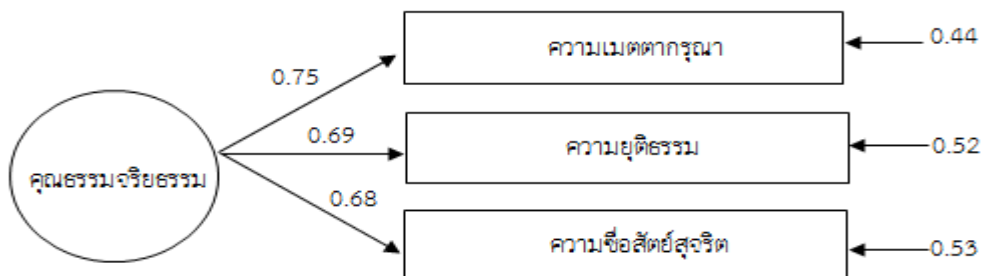 ความเมตตากรุณา
0.44
0.75
ความยุติธรรม
0.69
0.52
คุณธรรมจริยธรรม
0.68
ความซื่อสัตย์สุจริต
0.53